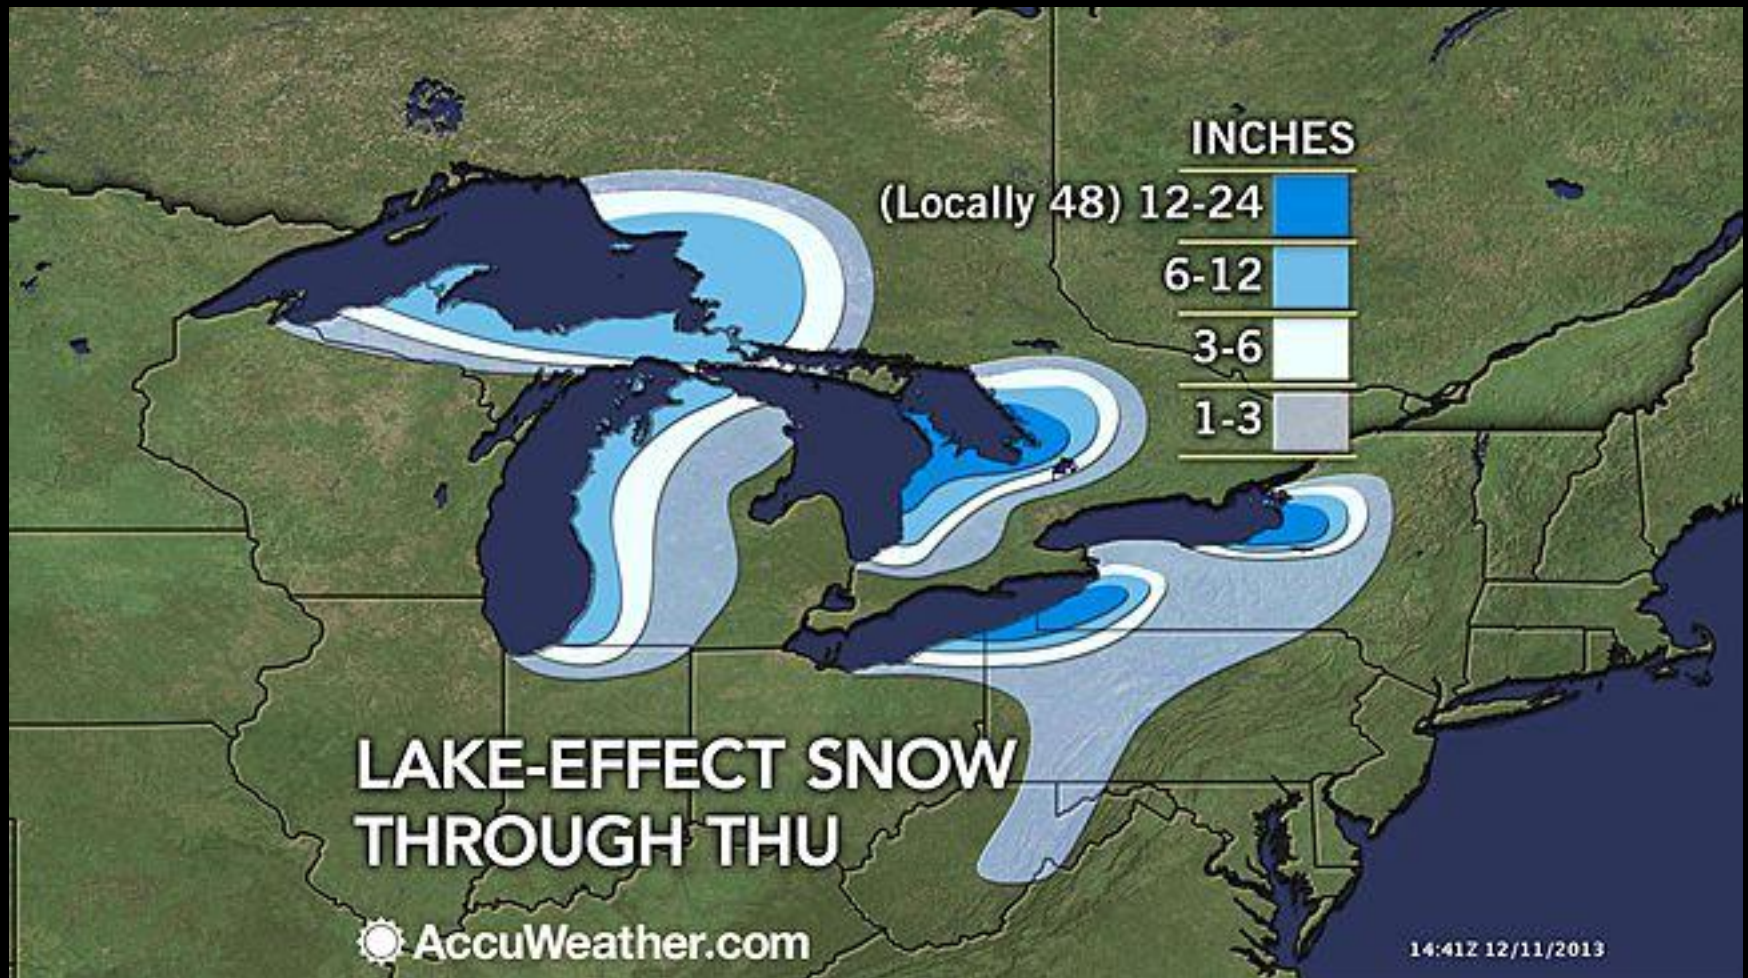 INCHES
(Locally 48) 12-24
6-12
3-6
1-3
LAKE-EFFECT SNOW
THROUGH THU
AccuWeather.com
14:41Z 12/11/2013